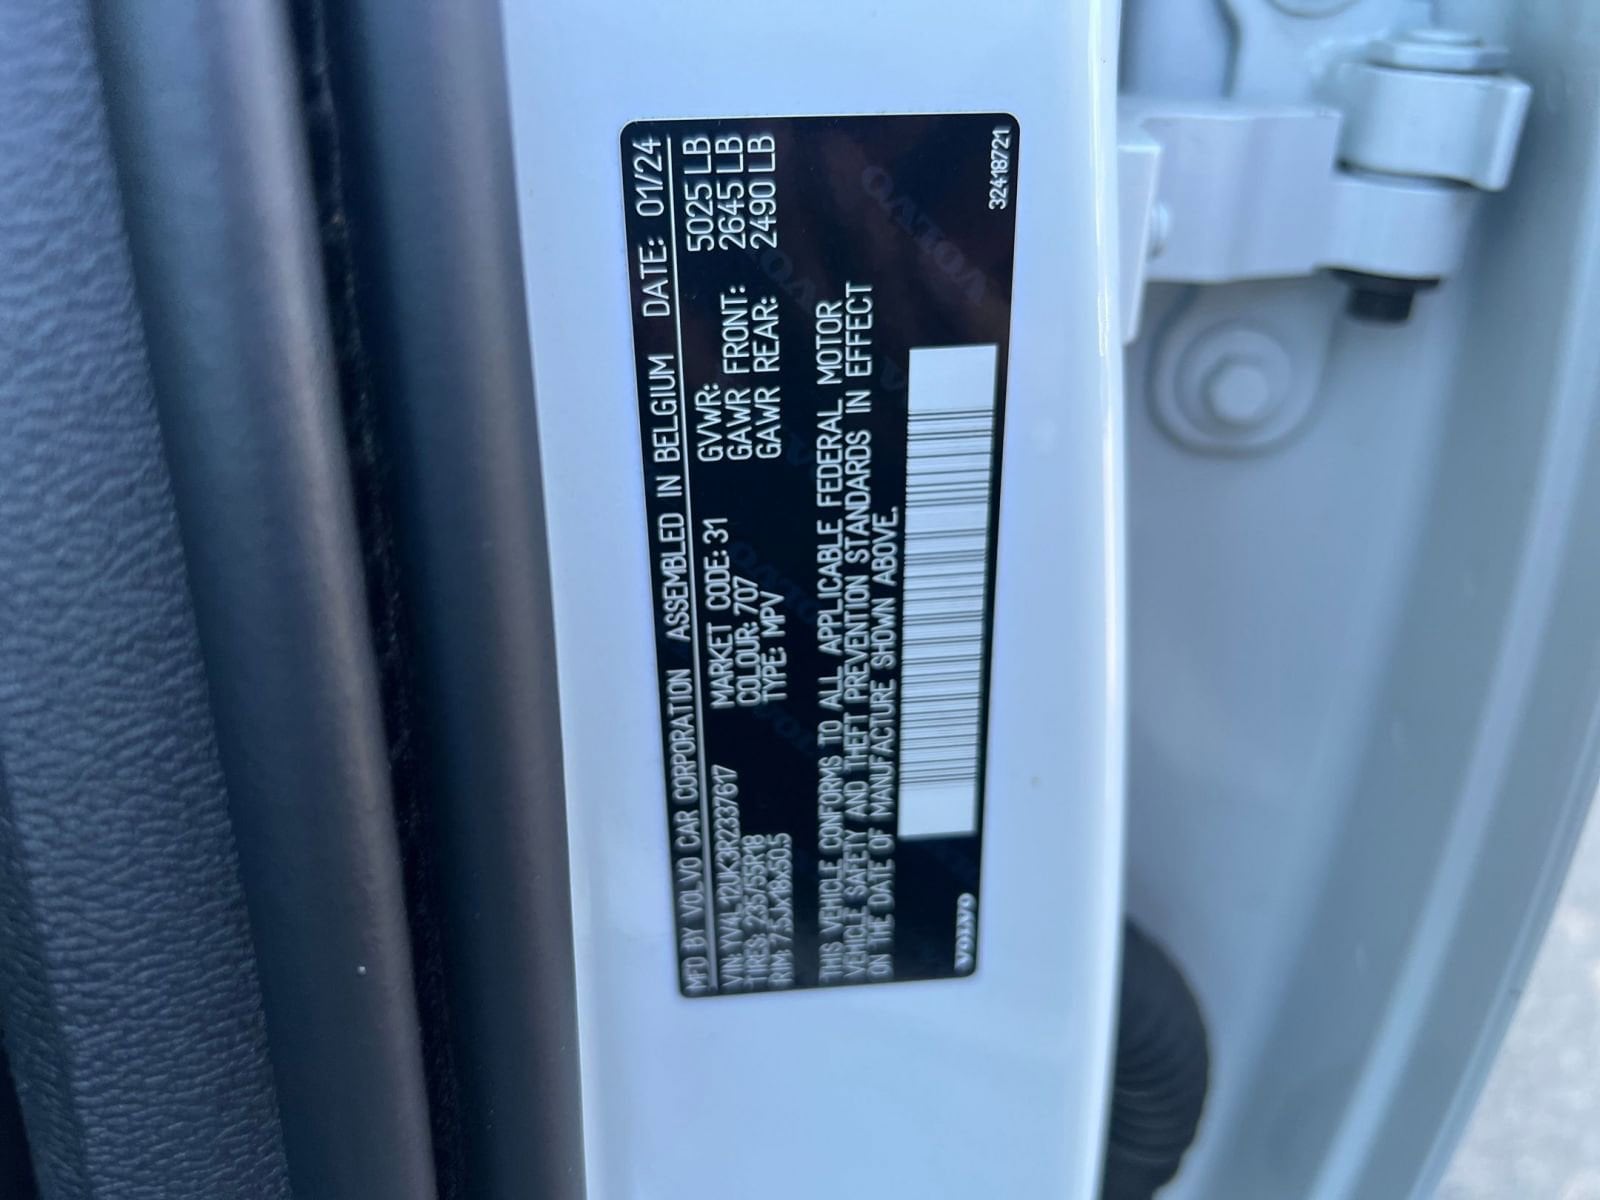 MFD BY VOLVO CAR CORPORATION ASSEMBLED IN BELGIUM DATE: 01/24
VIN: YV4L12UK3R2337617 MARKET CODE: 31 GVWR: 5025 LB
TIRES: 235/55R18 COLOUR: 707 GAWR FRONT: 2645 LB
RIM: 7.5Jx18x50.5 TYPE: MPV GAWR REAR: 2490 LB
THIS VEHICLE CONFORMS TO ALL APPLICABLE FEDERAL MOTOR
VEHICLE SAFETY AND THEFT PREVENTION STANDARDS IN EFFECT
ON THE DATE OF MANUFACTURE SHOWN ABOVE.
VOLVO
32418721